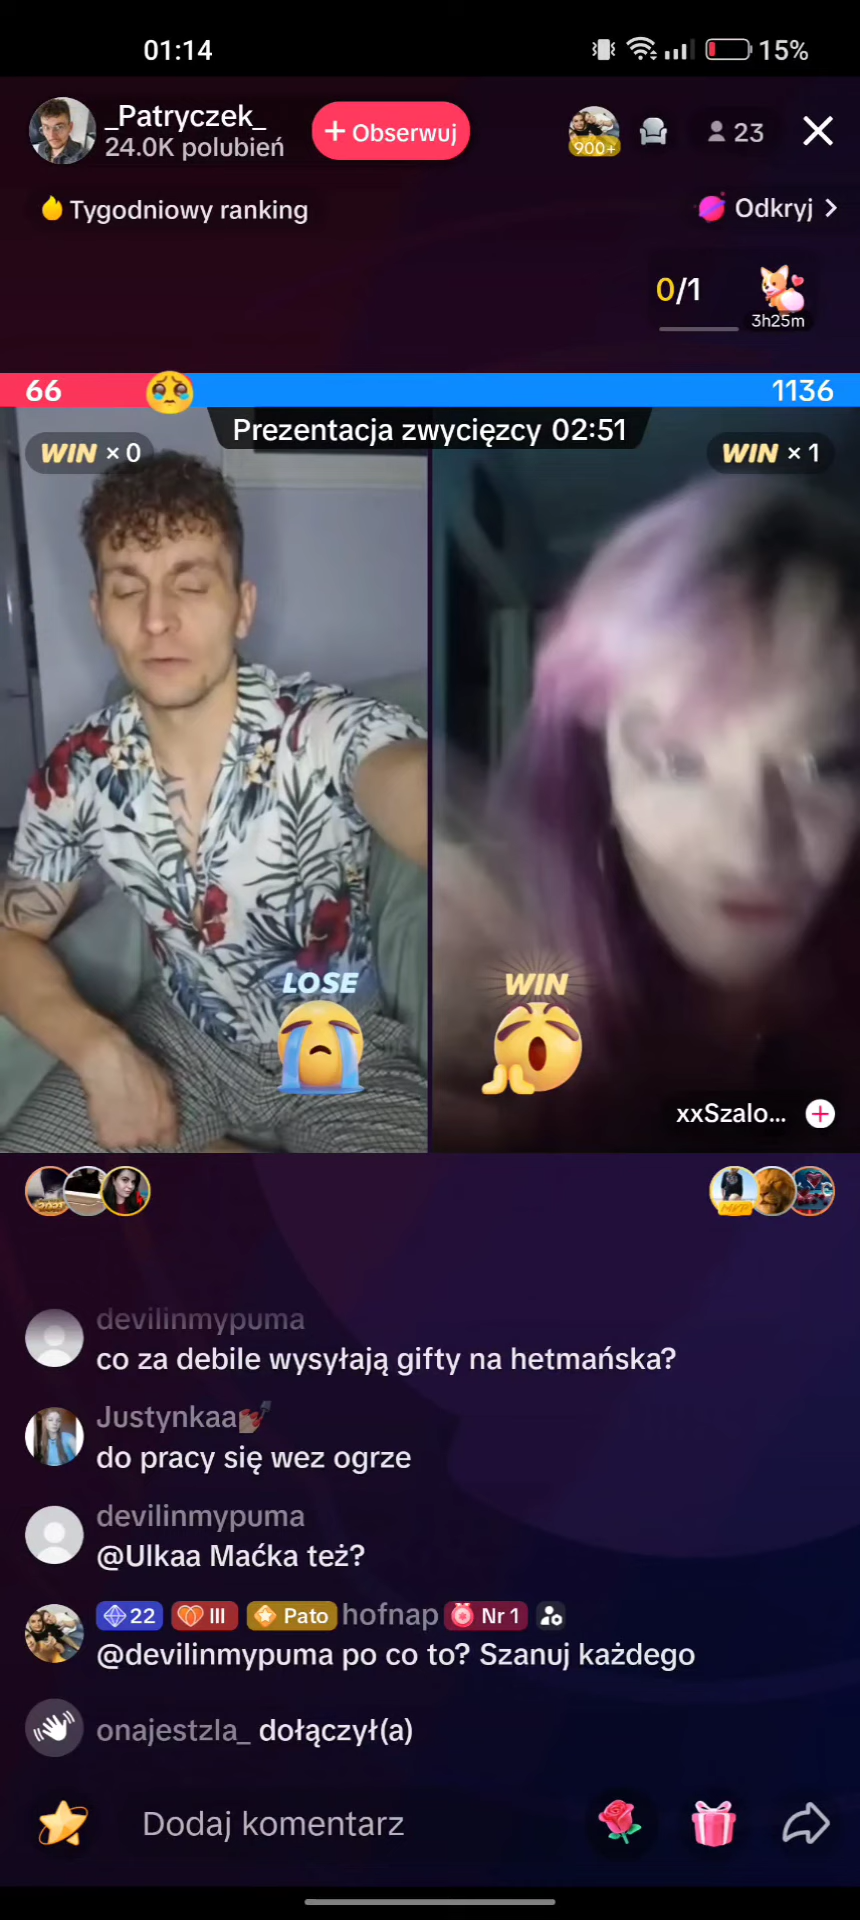 01:14
15%
_Patryczek_
24.0K polubień
+ Obserwuj
900+
23
Tygodniowy ranking
Odkryj
0/1
3h25m
66
1136
Prezentacja zwycięzcy 02:51
WIN × 0
WIN × 1
LOSE
WIN
xxSzalo...
MVP
devilinmypuma
co za debile wysyłają gifty na hetmańska?
Justynkaa💅🏿
do pracy się wez ogrze
devilinmypuma
@Ulkaa Maćka też?
22 III Pato hofnap Nr 1
@devilinmypuma po co to? Szanuj każdego
onajestzla_ dołączył(a)
Dodaj komentarz